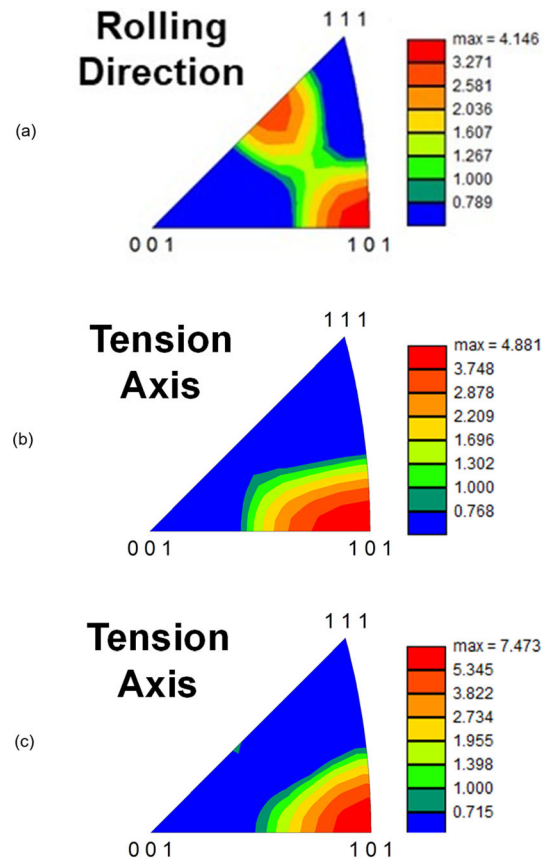 Rolling
Direction
1 1 1
max = 4.146
3.271
2.581
2.036
1.607
1.267
1.000
0.789
(a)
0 0 1
1 0 1
Tension
Axis
1 1 1
max = 4.881
3.748
2.878
2.209
1.696
1.302
1.000
0.768
(b)
0 0 1
1 0 1
Tension
Axis
1 1 1
max = 7.473
5.345
3.822
2.734
1.955
1.398
1.000
0.715
(c)
0 0 1
1 0 1